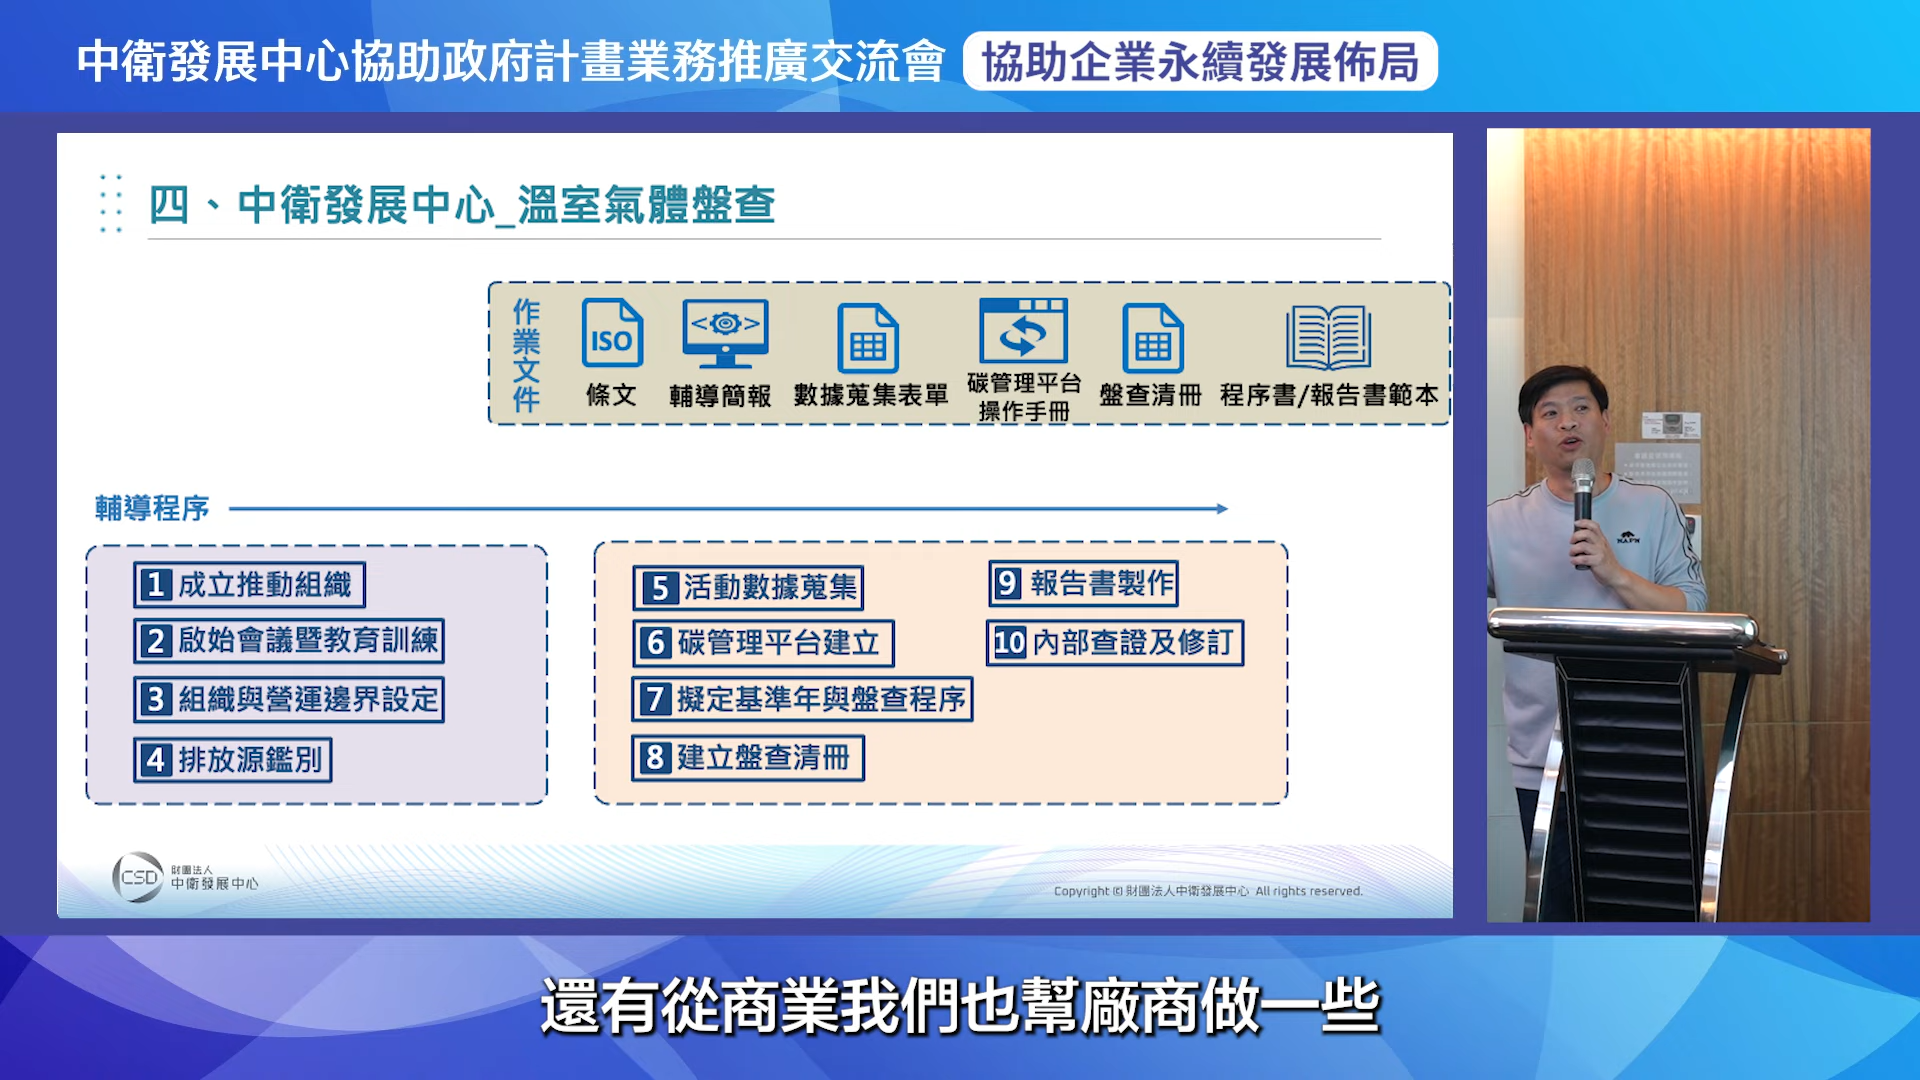 中衛發展中心協助政府計畫業務推廣交流會 協助企業永續發展佈局
四、中衛發展中心_溫室氣體盤查
作業文件
ISO
條文
輔導簡報
數據蒐集表單
碳管理平台
操作手冊
盤查清冊
程序書/報告書範本
輔導程序
1 成立推動組織
2 啟始會議暨教育訓練
3 組織與營運邊界設定
4 排放源鑑別
5 活動數據蒐集
6 碳管理平台建立
7 擬定基準年與盤查程序
8 建立盤查清冊
9 報告書製作
10 內部查證及修訂
CSD
財團法人
中衛發展中心
Copyright © 財團法人中衛發展中心 All rights reserved.
NAPN
還有從商業我們也幫廠商做一些